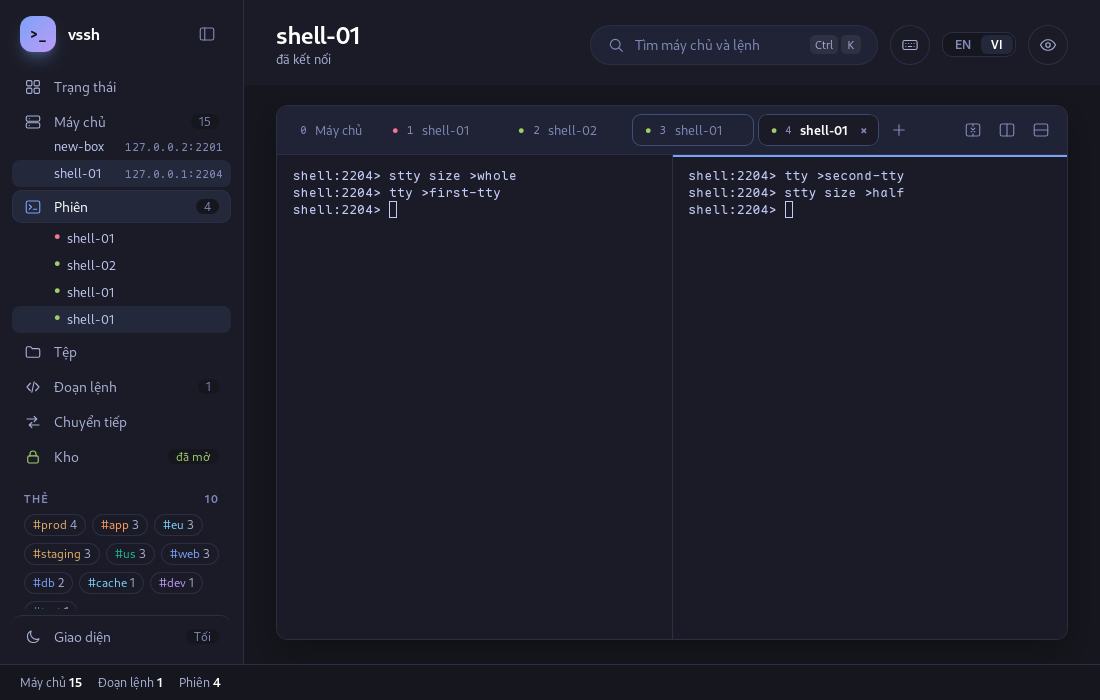 >_ vssh
Trạng thái
Máy chủ 15
new-box 127.0.0.2:2201
shell-01 127.0.0.1:2204
Phiên 4
shell-01
shell-02
shell-01
shell-01
Tệp
Đoạn lệnh 1
Chuyển tiếp
Kho đã mở
THẺ 10
#prod 4 #app 3 #eu 3
#staging 3 #us 3 #web 3
#db 2 #cache 1 #dev 1
Giao diện Tối
shell-01
đã kết nối
Tìm máy chủ và lệnh Ctrl K
EN VI
0 Máy chủ 1 shell-01 2 shell-02 3 shell-01 4 shell-01 × +
shell:2204> stty size >whole
shell:2204> tty >first-tty
shell:2204>
shell:2204> tty >second-tty
shell:2204> stty size >half
shell:2204>
Máy chủ 15 Đoạn lệnh 1 Phiên 4